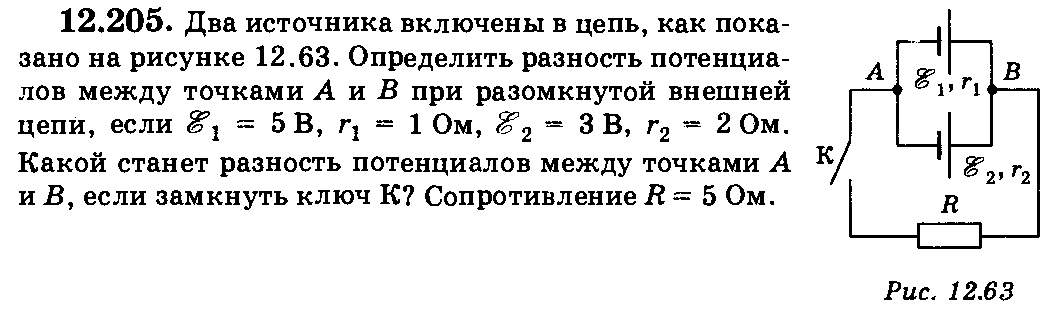 12.205. Два источника включены в цепь, как пока-
зано на рисунке 12.63. Определить разность потенциа-
лов между точками A и B при разомкнутой внешней
цепи, если ℰ₁ = 5 В, r₁ = 1 Ом, ℰ₂ = 3 В, r₂ = 2 Ом.
Какой станет разность потенциалов между точками A
и B, если замкнуть ключ К? Сопротивление R = 5 Ом.
A
ℰ₁, r₁
B
К
ℰ₂, r₂
R
Рис. 12.63